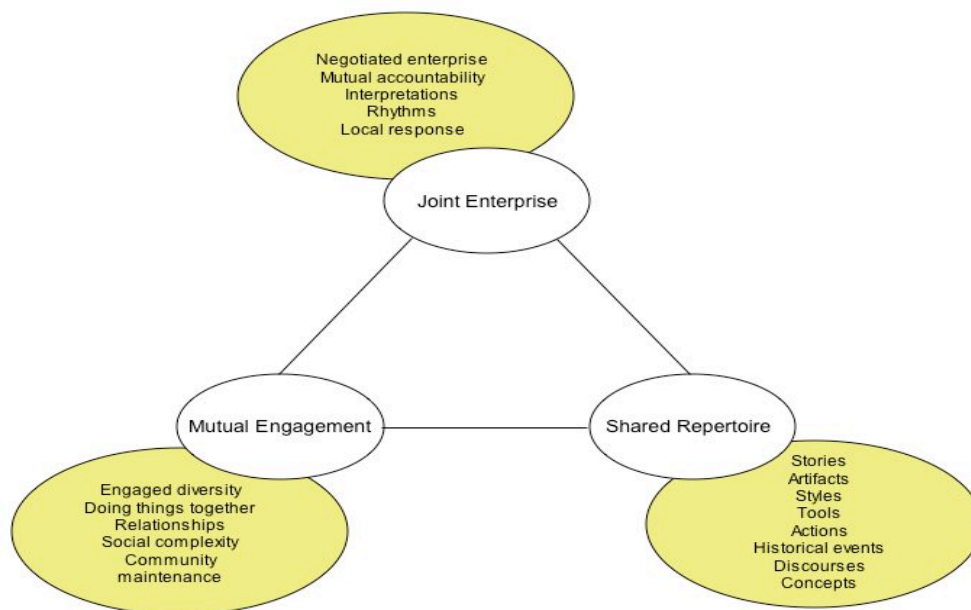 Negotiated enterprise
Mutual accountability
Interpretations
Rhythms
Local response
Joint Enterprise
Mutual Engagement
Engaged diversity
Doing things together
Relationships
Social complexity
Community
maintenance
Shared Repertoire
Stories
Artifacts
Styles
Tools
Actions
Historical events
Discourses
Concepts